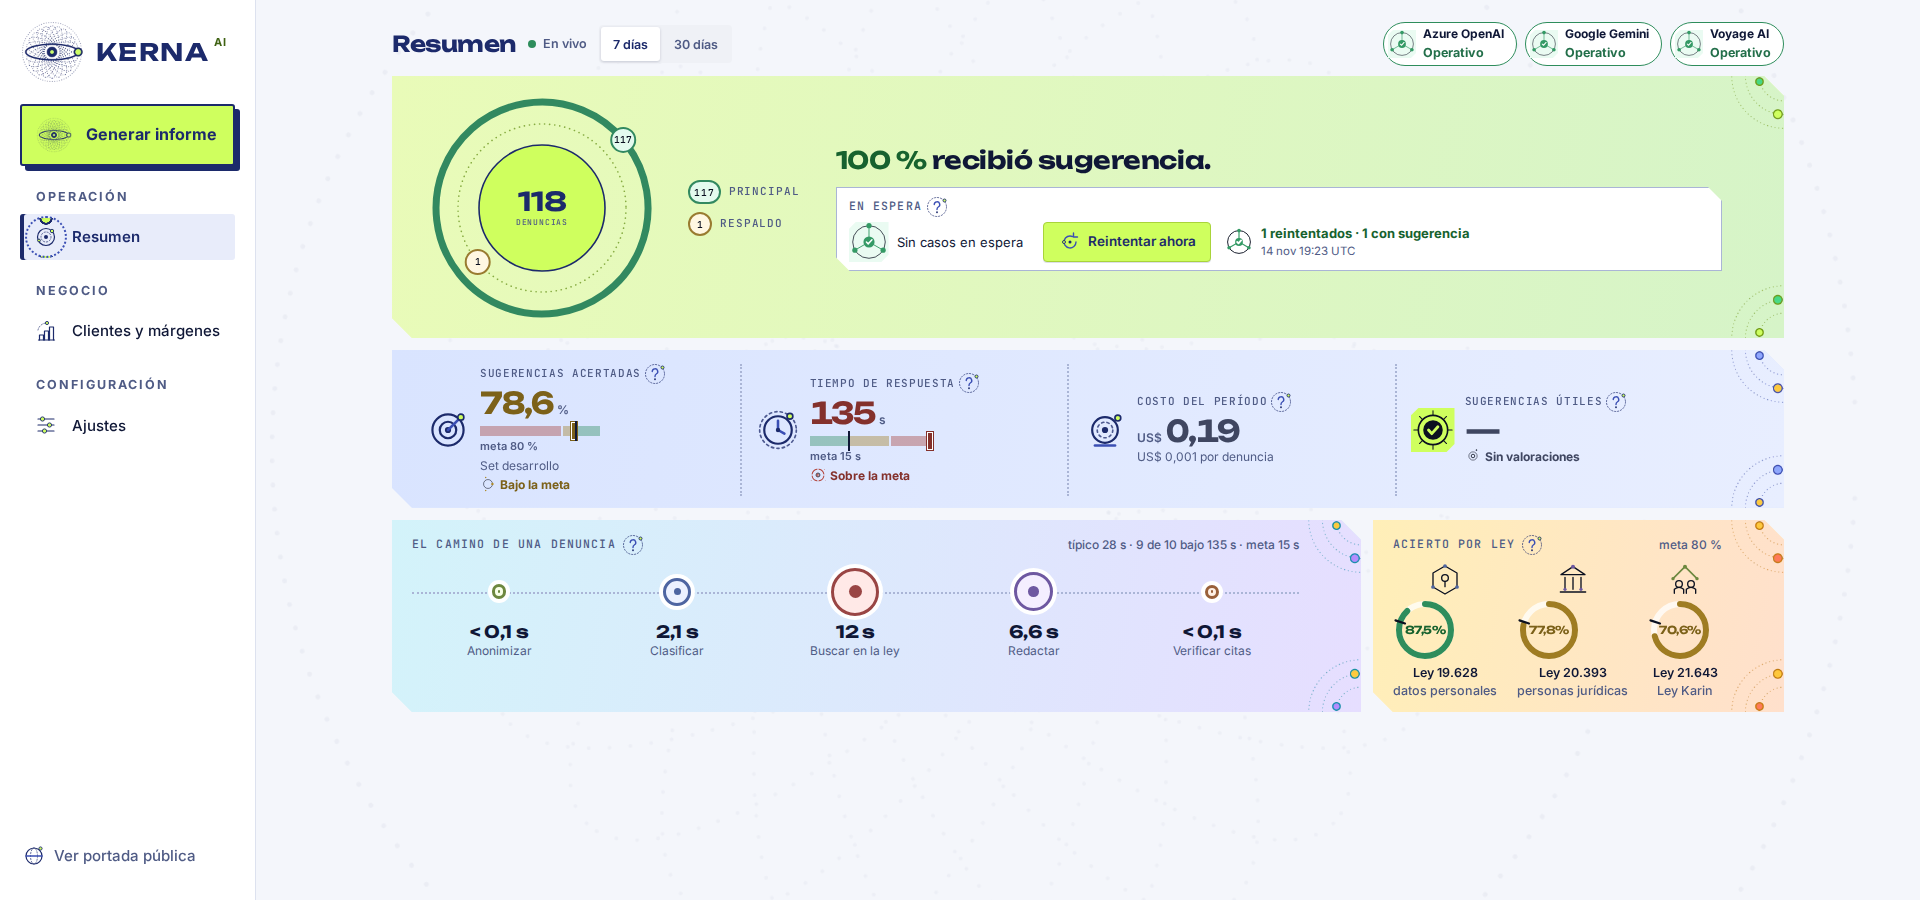 KERNA AI
Generar informe
OPERACIÓN
Resumen
NEGOCIO
Clientes y márgenes
CONFIGURACIÓN
Ajustes
Ver portada pública
Resumen
En vivo
7 días
30 días
Azure OpenAI
Operativo
Google Gemini
Operativo
Voyage AI
Operativo
117
118
DENUNCIAS
1
117 PRINCIPAL
1 RESPALDO
100 % recibió sugerencia.
EN ESPERA ?
Sin casos en espera
Reintentar ahora
1 reintentados · 1 con sugerencia
14 nov 19:23 UTC
SUGERENCIAS ACERTADAS ?
78,6 %
meta 80 %
Set desarrollo
Bajo la meta
TIEMPO DE RESPUESTA ?
135 s
meta 15 s
Sobre la meta
COSTO DEL PERÍODO ?
US$ 0,19
US$ 0,001 por denuncia
SUGERENCIAS ÚTILES ?
—
Sin valoraciones
EL CAMINO DE UNA DENUNCIA ?
típico 28 s · 9 de 10 bajo 135 s · meta 15 s
< 0,1 s
Anonimizar
2,1 s
Clasificar
12 s
Buscar en la ley
6,6 s
Redactar
< 0,1 s
Verificar citas
ACIERTO POR LEY ?
meta 80 %
87,5%
Ley 19.628
datos personales
77,8%
Ley 20.393
personas jurídicas
70,6%
Ley 21.643
Ley Karin